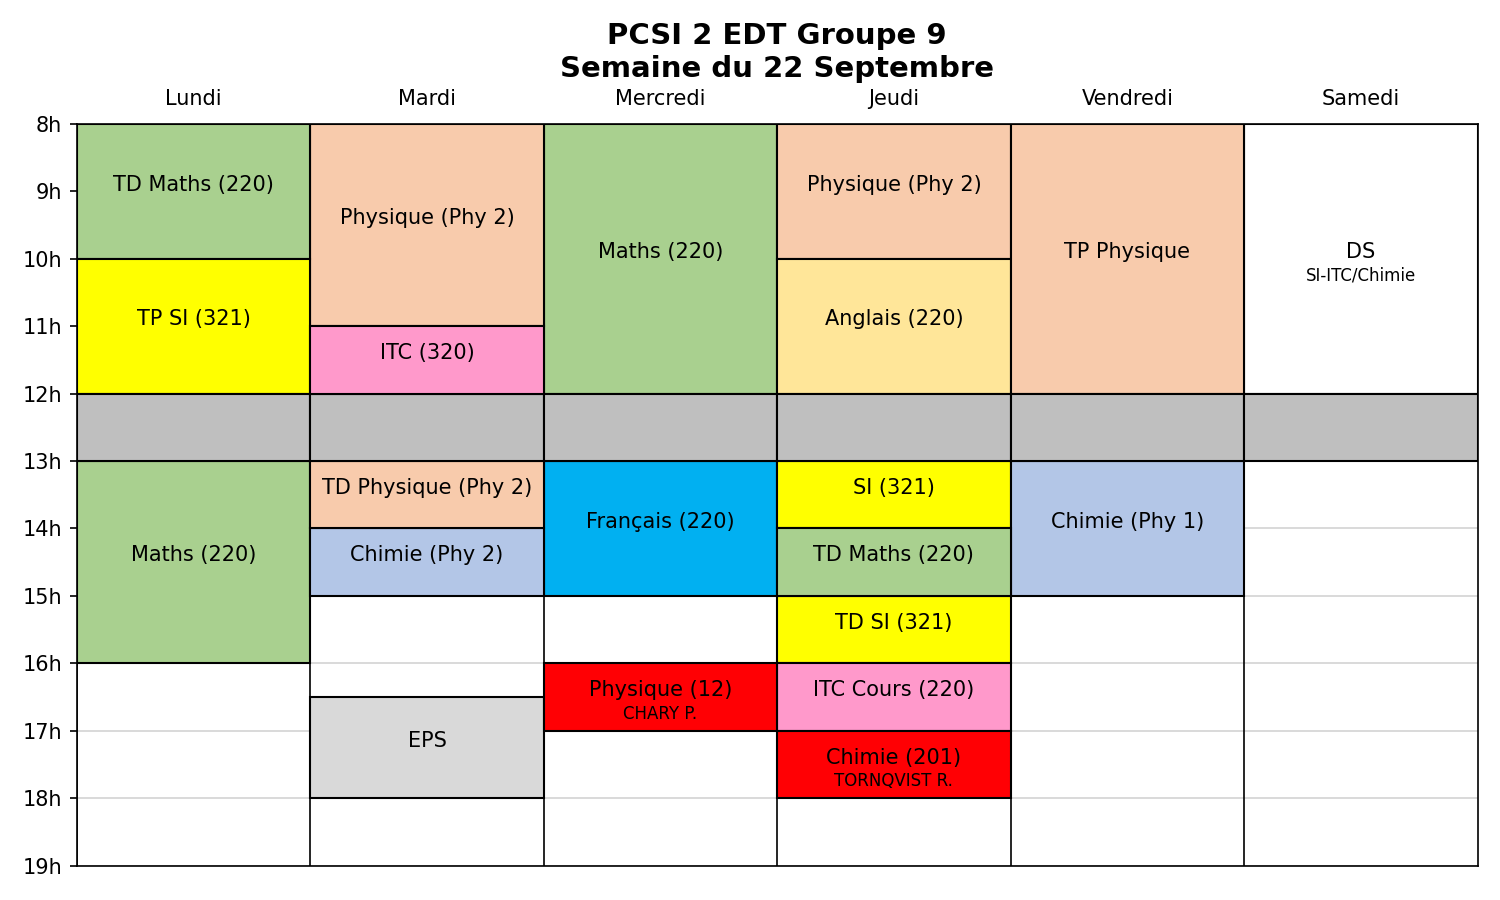 PCSI 2 EDT Groupe 9
Semaine du 22 Septembre
Lundi
Mardi
Mercredi
Jeudi
Vendredi
Samedi
8h
9h
10h
11h
12h
13h
14h
15h
16h
17h
18h
19h
TD Maths (220)
TP SI (321)
Maths (220)
Physique (Phy 2)
ITC (320)
TD Physique (Phy 2)
Chimie (Phy 2)
EPS
Maths (220)
Français (220)
Physique (12)
CHARY P.
Physique (Phy 2)
Anglais (220)
SI (321)
TD Maths (220)
TD SI (321)
ITC Cours (220)
Chimie (201)
TORNQVIST R.
TP Physique
Chimie (Phy 1)
DS
SI-ITC/Chimie